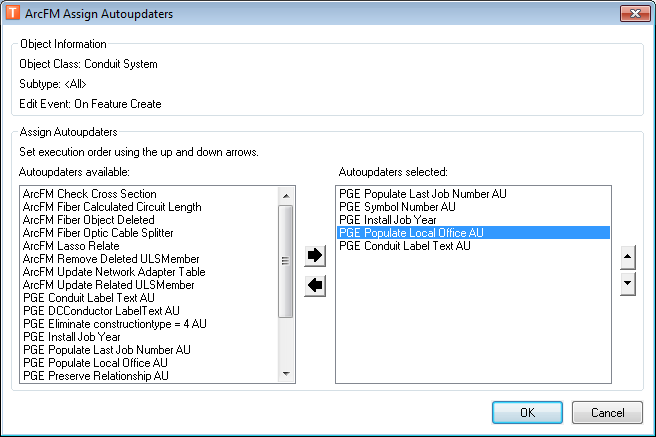 ArcFM Assign Autoupdaters
Object Information
Object Class: Conduit System
Subtype: <All>
Edit Event: On Feature Create
Assign Autoupdaters
Set execution order using the up and down arrows.
Autoupdaters available:
ArcFM Check Cross Section
ArcFM Fiber Calculated Circuit Length
ArcFM Fiber Object Deleted
ArcFM Fiber Optic Cable Splitter
ArcFM Lasso Relate
ArcFM Remove Deleted ULSMember
ArcFM Update Network Adapter Table
ArcFM Update Related ULSMember
PGE Conduit Label Text AU
PGE DCConductor LabelText AU
PGE Eliminate constructiontype = 4 AU
PGE Install Job Year
PGE Populate Last Job Number AU
PGE Populate Local Office AU
PGE Preserve Relationship AU
Autoupdaters selected:
PGE Populate Last Job Number AU
PGE Symbol Number AU
PGE Install Job Year
PGE Populate Local Office AU
PGE Conduit Label Text AU
OK
Cancel